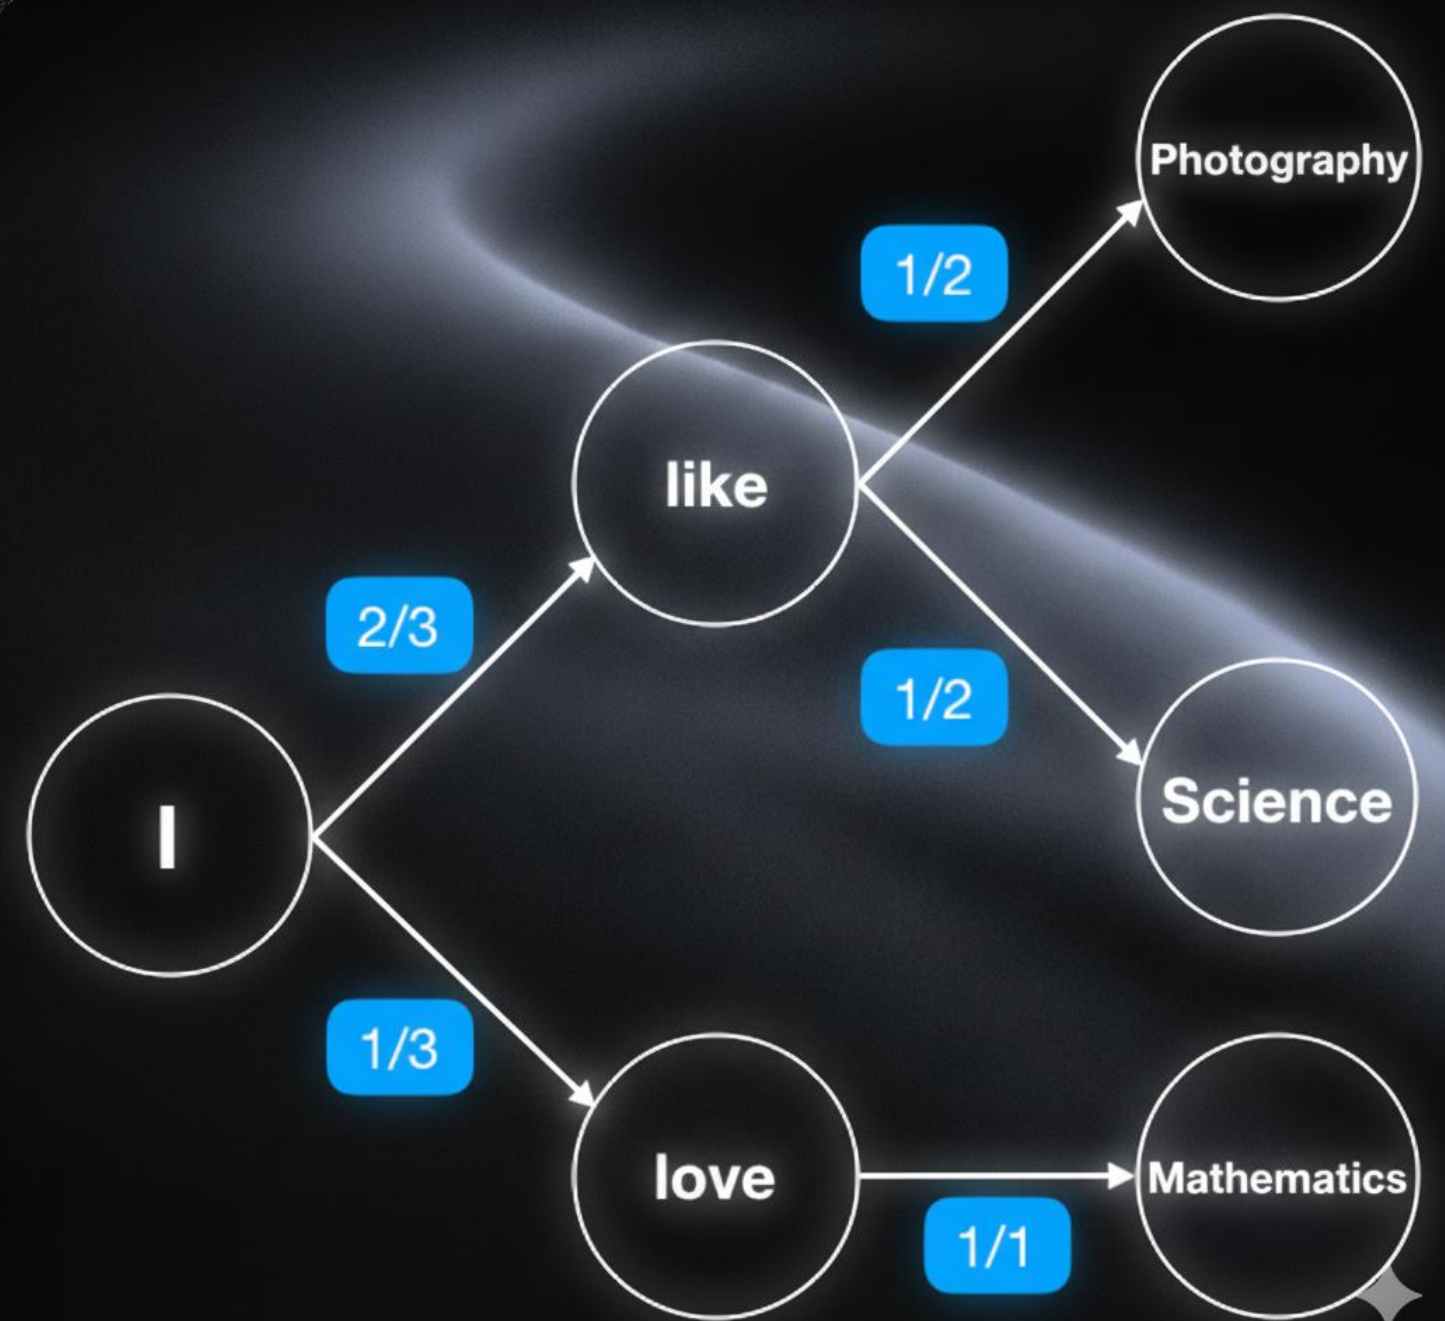 Photography
1/2
like
2/3
1/2
Science
I
1/3
love
Mathematics
1/1